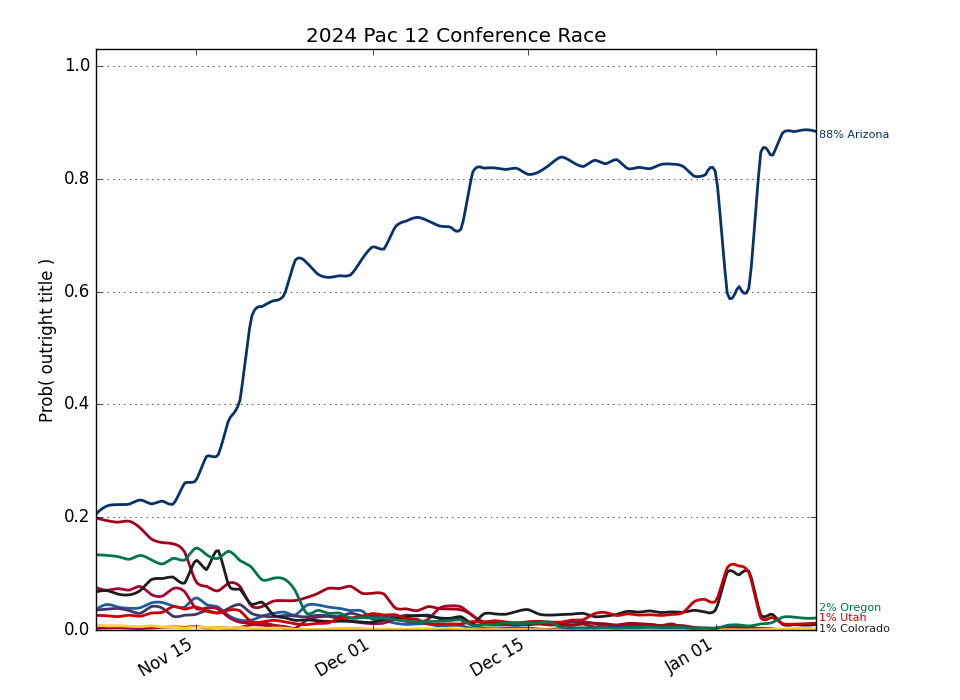 2024 Pac 12 Conference Race
Prob( outright title )
1.0
0.8
0.6
0.4
0.2
0.0
88% Arizona
2% Oregon
1% Utah
1% Colorado
Nov 15
Dec 01
Dec 15
Jan 01